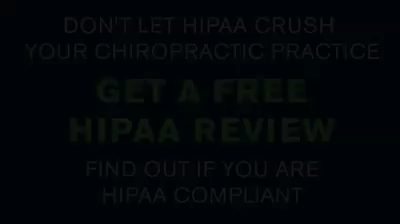 DON'T LET HIPAA CRUSH
YOUR CHIROPRACTIC PRACTICE
GET A FREE
HIPAA REVIEW
FIND OUT IF YOU ARE
HIPAA COMPLIANT